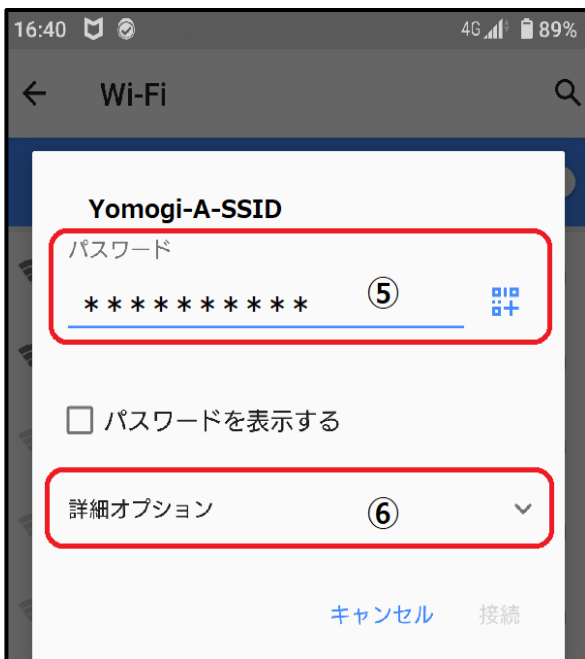 16:40 4G 89%
Wi-Fi
Yomogi-A-SSID
パスワード
********** ⑤
パスワードを表示する
詳細オプション ⑥
キャンセル 接続